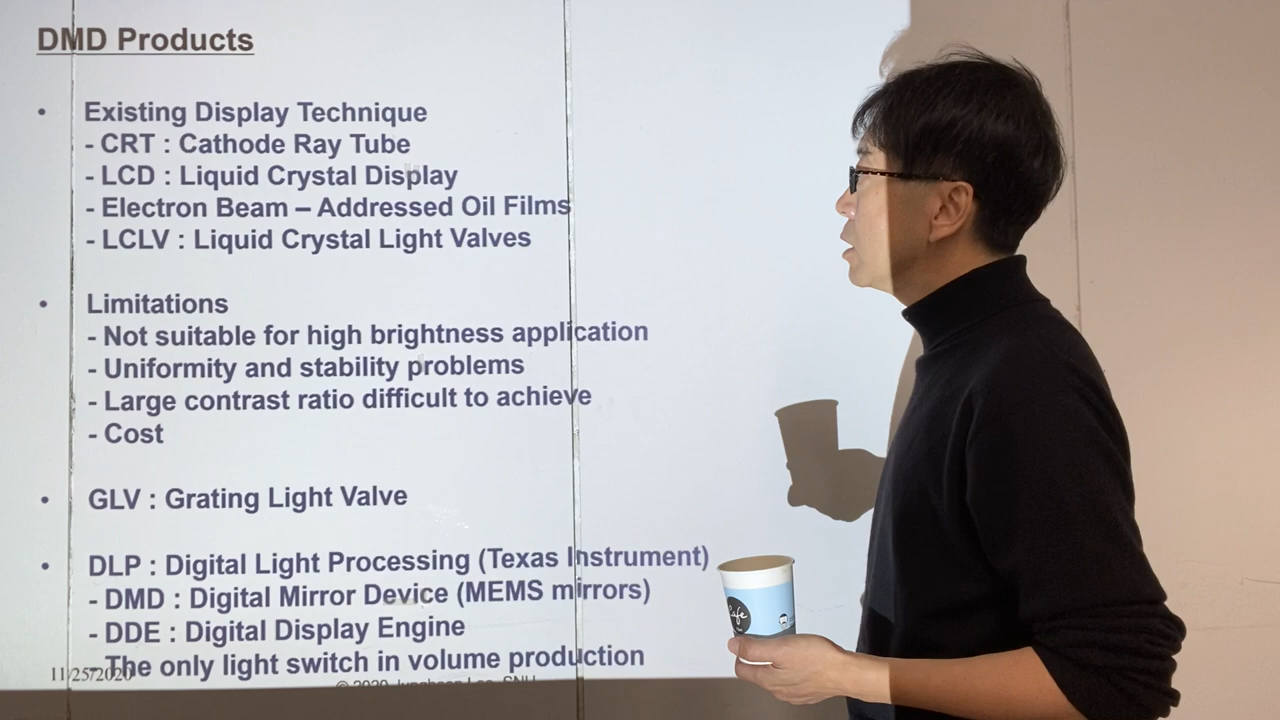 DMD Products
• Existing Display Technique
- CRT : Cathode Ray Tube
- LCD : Liquid Crystal Display
- Electron Beam – Addressed Oil Films
- LCLV : Liquid Crystal Light Valves
• Limitations
- Not suitable for high brightness application
- Uniformity and stability problems
- Large contrast ratio difficult to achieve
- Cost
• GLV : Grating Light Valve
• DLP : Digital Light Processing (Texas Instrument)
- DMD : Digital Mirror Device (MEMS mirrors)
- DDE : Digital Display Engine
- The only light switch in volume production
11/25/2020
© 2020 SNU
Cafe